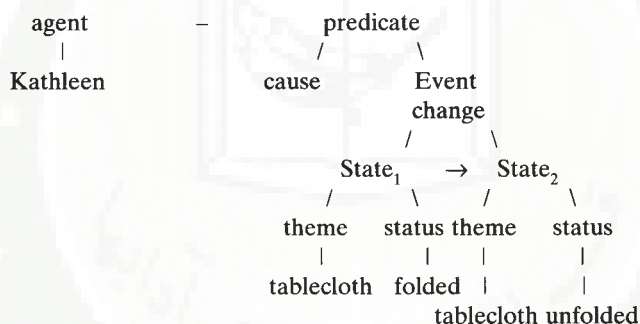 agent – predicate
Kathleen cause Event
change
State₁ → State₂
theme status theme status
tablecloth folded
tablecloth unfolded